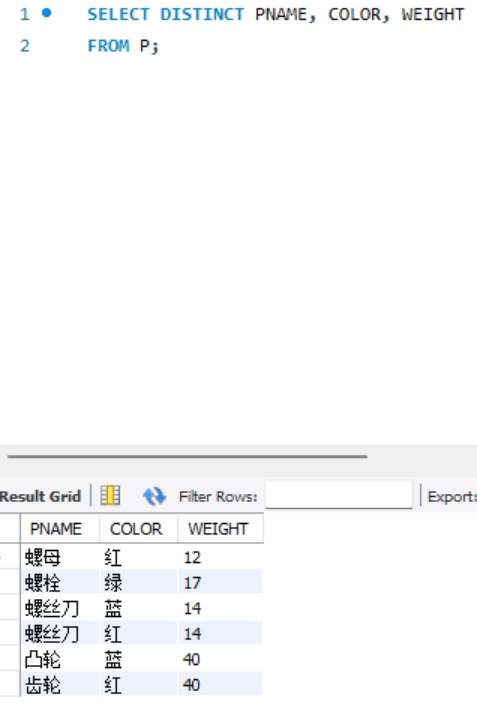 1 SELECT DISTINCT PNAME, COLOR, WEIGHT
2 FROM P;
Result Grid Filter Rows: Export:
PNAME COLOR WEIGHT
螺母 红 12
螺栓 绿 17
螺丝刀 蓝 14
螺丝刀 红 14
凸轮 蓝 40
齿轮 红 40